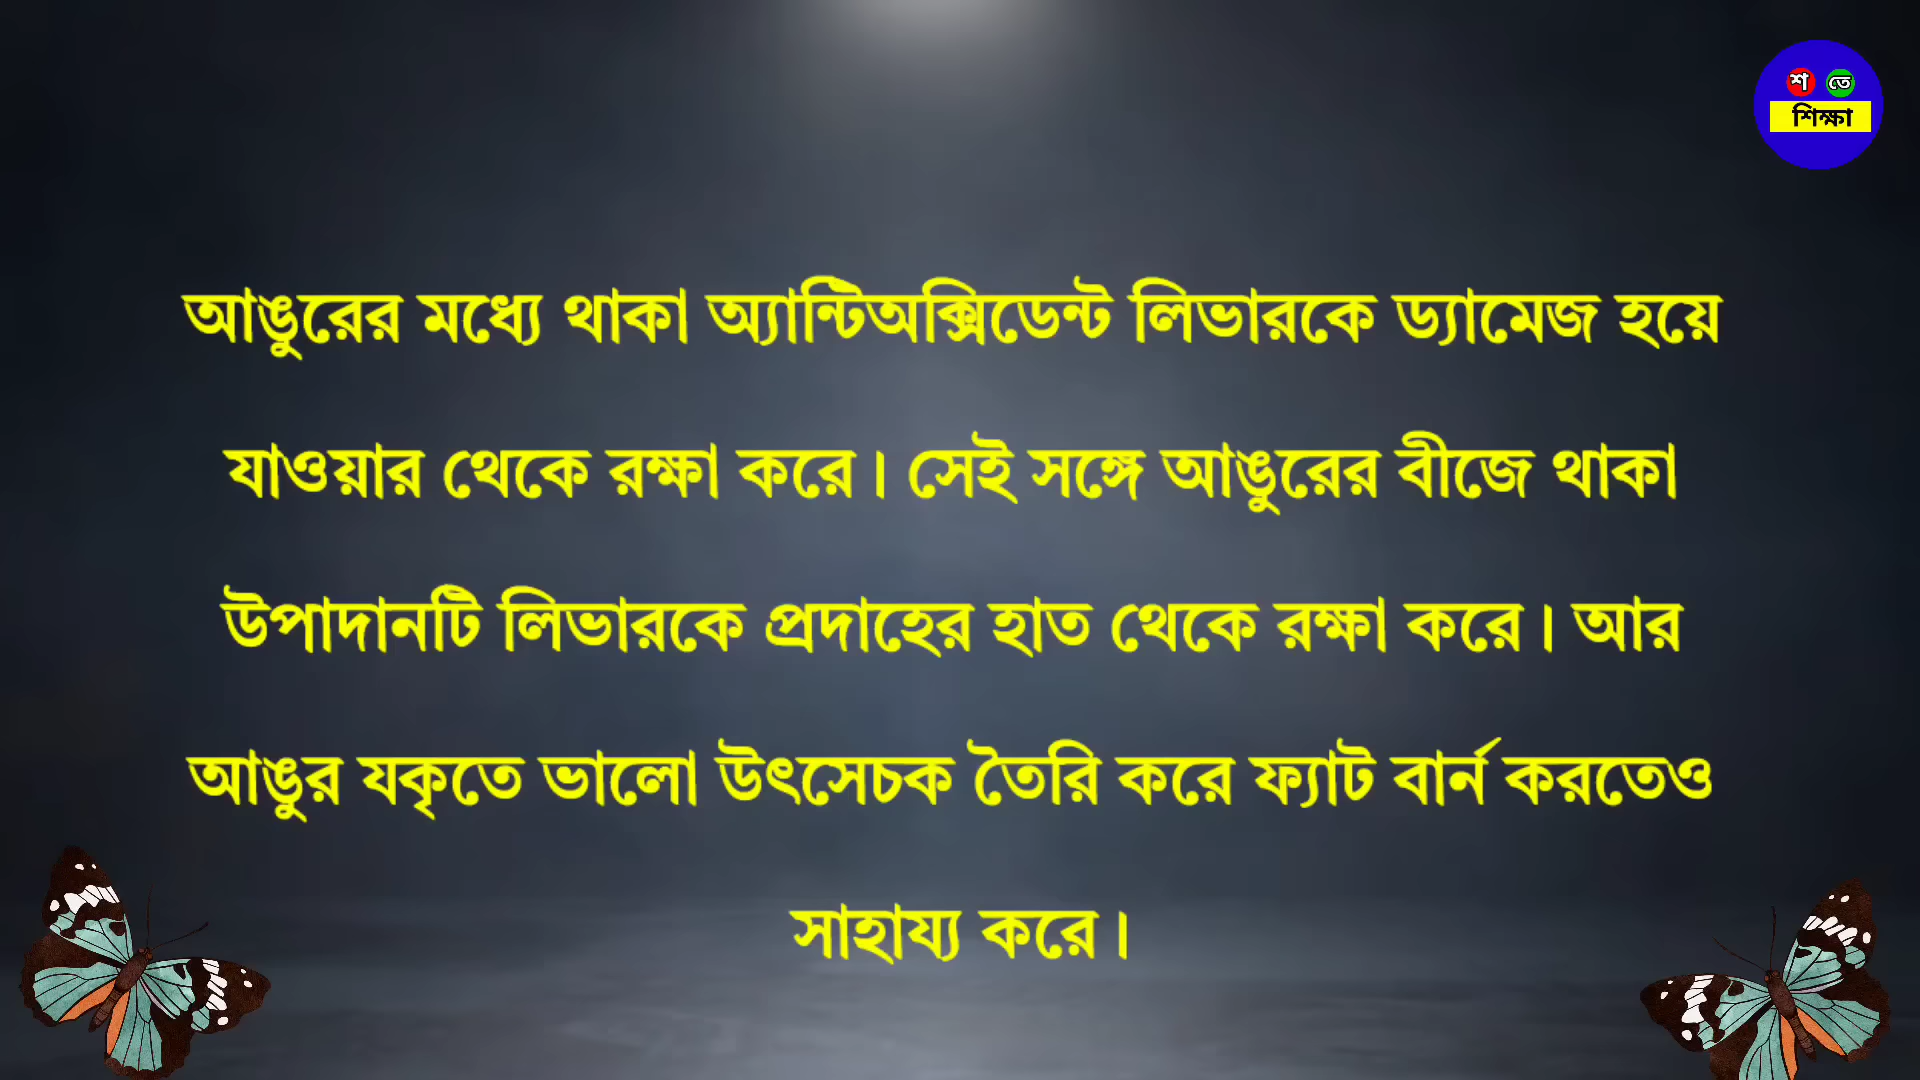 শ তে
শিক্ষা
আঙুরের মধ্যে থাকা অ্যান্টিঅক্সিডেন্ট লিভারকে ড্যামেজ হয়ে
যাওয়ার থেকে রক্ষা করে। সেই সঙ্গে আঙুরের বীজে থাকা
উপাদানটি লিভারকে প্রদাহের হাত থেকে রক্ষা করে। আর
আঙুর যকৃতে ভালো উৎসেচক তৈরি করে ফ্যাট বার্ন করতেও
সাহায্য করে।